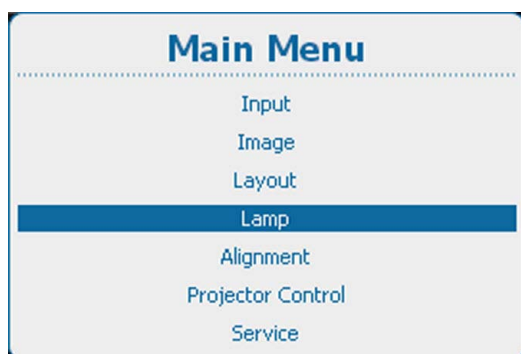 Main Menu
Input
Image
Layout
Lamp
Alignment
Projector Control
Service